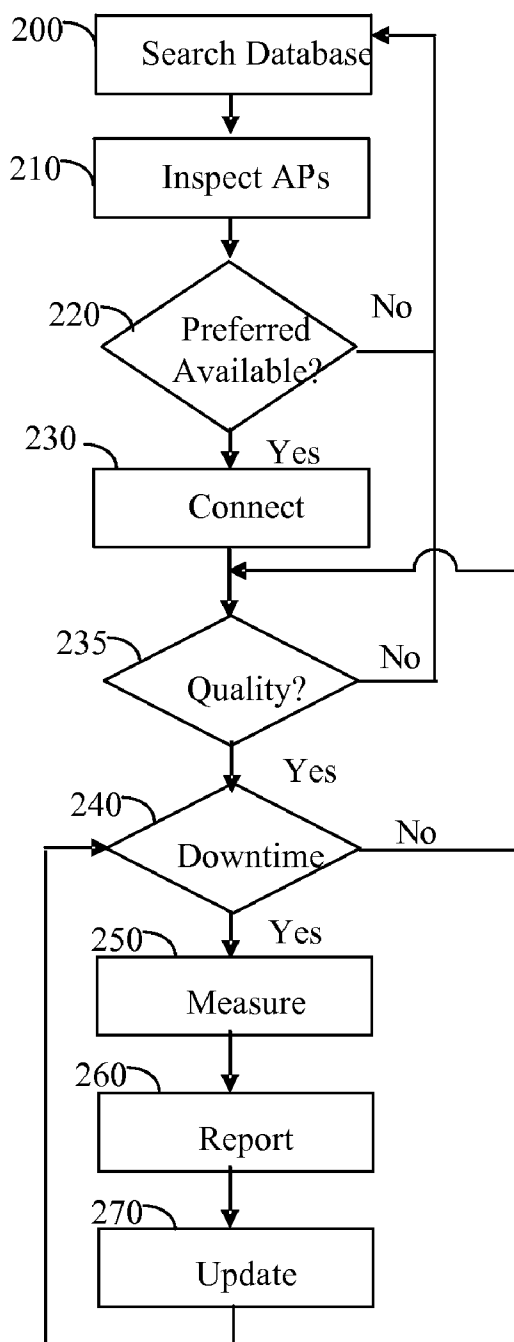 200
Search Database
210
Inspect APs
220
Preferred
Available?
No
Yes
230
Connect
235
Quality?
No
Yes
240
Downtime
No
Yes
250
Measure
260
Report
270
Update